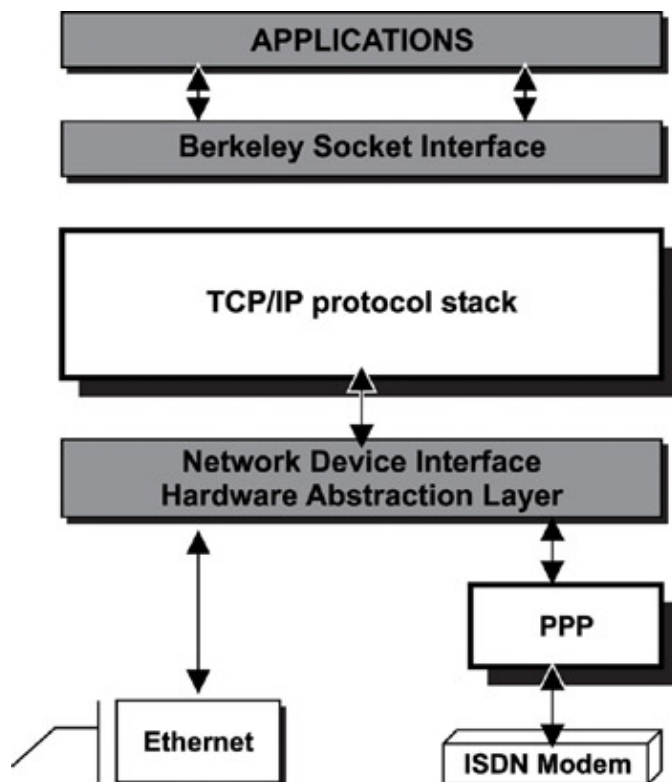 APPLICATIONS
Berkeley Socket Interface
TCP/IP protocol stack
Network Device Interface
Hardware Abstraction Layer
PPP
Ethernet
ISDN Modem